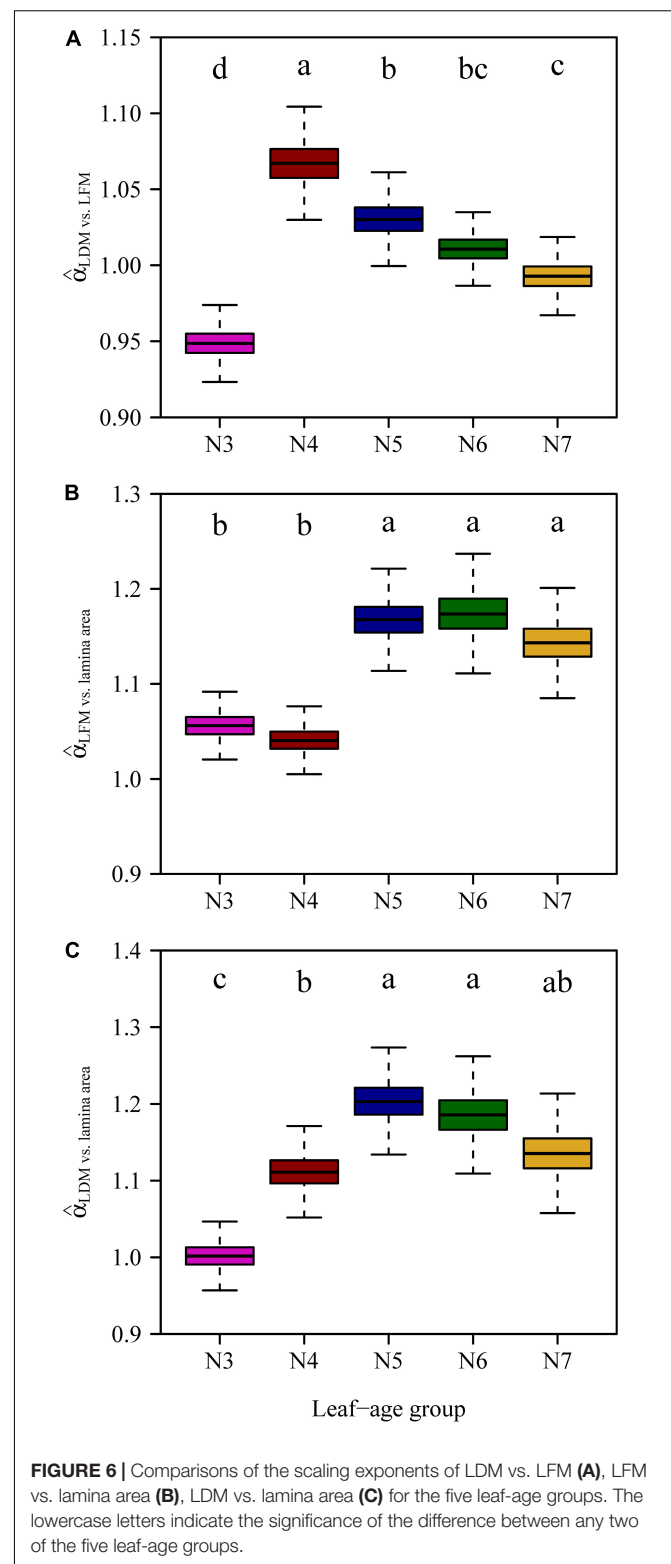 A
d a b bc c
1.15
1.10
1.05
1.00
0.95
0.90
α̂LDM vs. LFM
N3 N4 N5 N6 N7
B
b b a a a
1.3
1.2
1.1
1.0
0.9
α̂LFM vs. lamina area
N3 N4 N5 N6 N7
C
c b a a ab
1.4
1.3
1.2
1.1
1.0
0.9
α̂LDM vs. lamina area
N3 N4 N5 N6 N7
Leaf−age group
FIGURE 6 | Comparisons of the scaling exponents of LDM vs. LFM (A), LFM
vs. lamina area (B), LDM vs. lamina area (C) for the five leaf-age groups. The
lowercase letters indicate the significance of the difference between any two
of the five leaf-age groups.